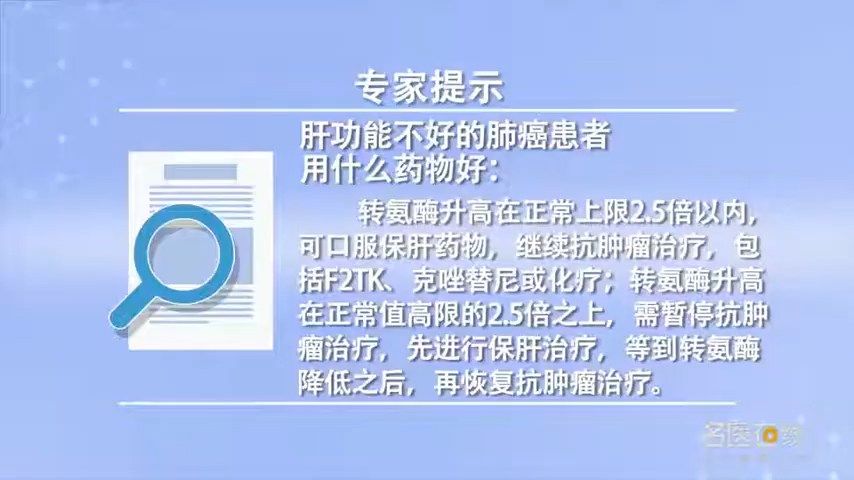 专家提示
肝功能不好的肺癌患者
用什么药物好：
转氨酶升高在正常上限2.5倍以内，
可口服保肝药物，继续抗肿瘤治疗，包
括F2TK、克唑替尼或化疗；转氨酶升高
在正常值高限的2.5倍之上，需暂停抗肿
瘤治疗，先进行保肝治疗，等到转氨酶
降低之后，再恢复抗肿瘤治疗。
名医在线